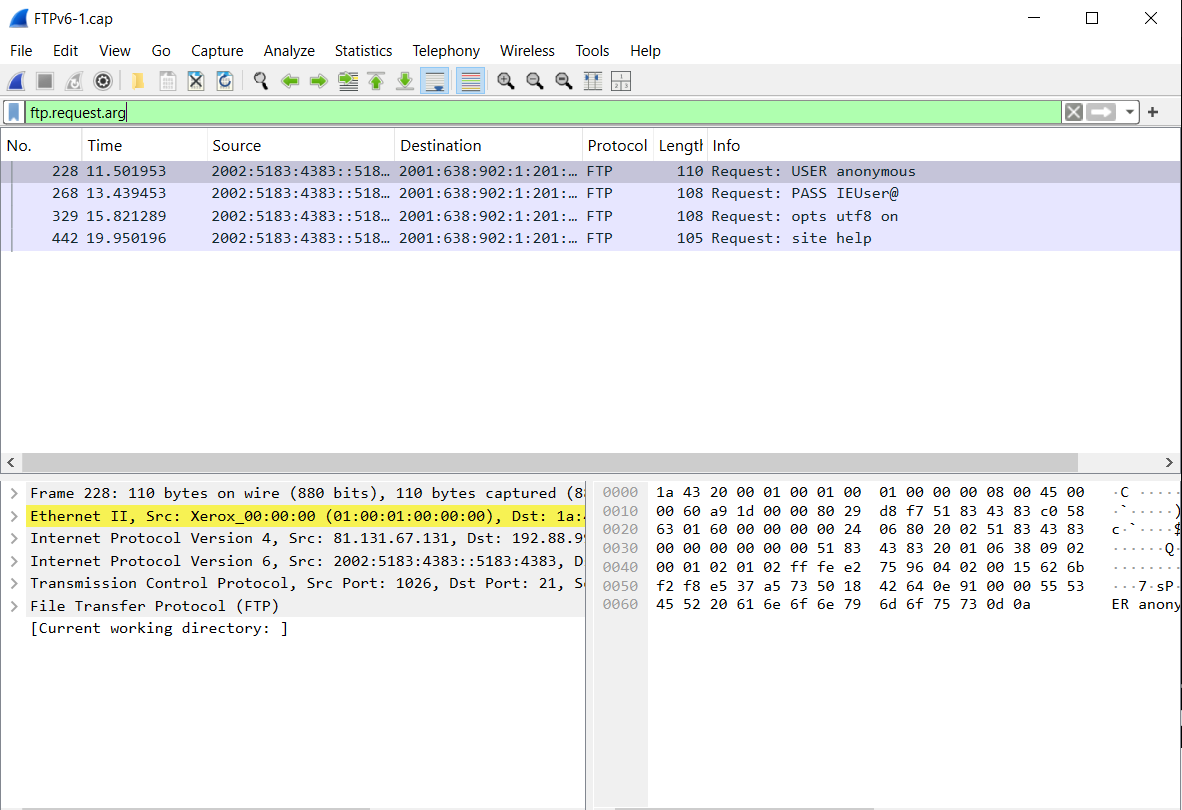 FTPv6-1.cap
File Edit View Go Capture Analyze Statistics Telephony Wireless Tools Help
ftp.request.arg
No. Time Source Destination Protocol Length Info
228 11.501953 2002:5183:4383::518… 2001:638:902:1:201:… FTP 110 Request: USER anonymous
268 13.439453 2002:5183:4383::518… 2001:638:902:1:201:… FTP 108 Request: PASS IEUser@
329 15.821289 2002:5183:4383::518… 2001:638:902:1:201:… FTP 108 Request: opts utf8 on
442 19.950196 2002:5183:4383::518… 2001:638:902:1:201:… FTP 105 Request: site help
Frame 228: 110 bytes on wire (880 bits), 110 bytes captured (88
Ethernet II, Src: Xerox_00:00:00 (01:00:01:00:00:00), Dst: 1a:4
Internet Protocol Version 4, Src: 81.131.67.131, Dst: 192.88.99
Internet Protocol Version 6, Src: 2002:5183:4383::5183:4383, D
Transmission Control Protocol, Src Port: 1026, Dst Port: 21, Se
File Transfer Protocol (FTP)
[Current working directory: ]
0000 1a 43 20 00 01 00 01 00 01 00 00 00 08 00 45 00 ·C ·····
0010 00 60 a9 1d 00 00 80 29 d8 f7 51 83 43 83 c0 58 ·`·····)
0020 63 01 60 00 00 00 00 24 06 80 20 02 51 83 43 83 c·`····$
0030 00 00 00 00 00 00 51 83 43 83 20 01 06 38 09 02 ······Q·
0040 00 01 02 01 02 ff fe e2 75 96 04 02 00 15 62 6b ········
0050 f2 f8 e5 37 a5 73 50 18 42 64 0e 91 00 00 55 53 ···7·sP·
0060 45 52 20 61 6e 6f 6e 79 6d 6f 75 73 0d 0a ER anony